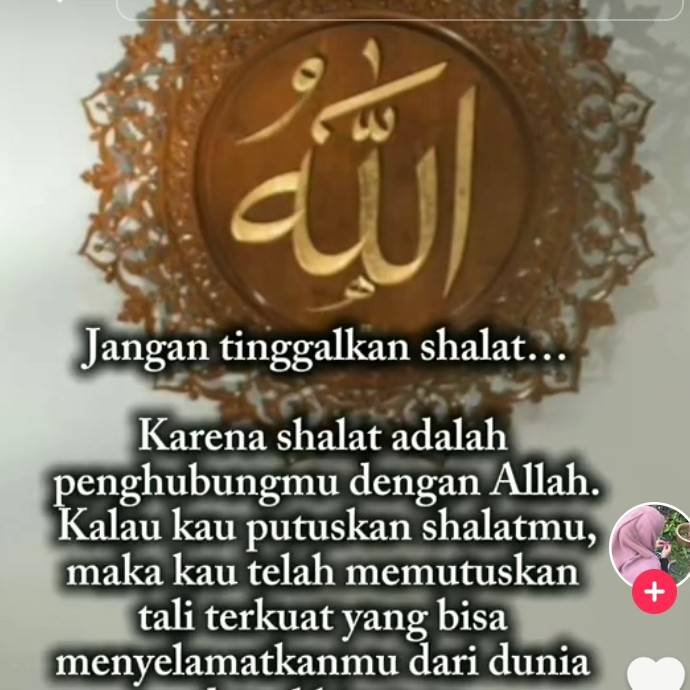 اللهُ
Jangan tinggalkan shalat...
Karena shalat adalah
penghubungmu dengan Allah.
Kalau kau putuskan shalatmu,
maka kau telah memutuskan
tali terkuat yang bisa
menyelamatkanmu dari dunia